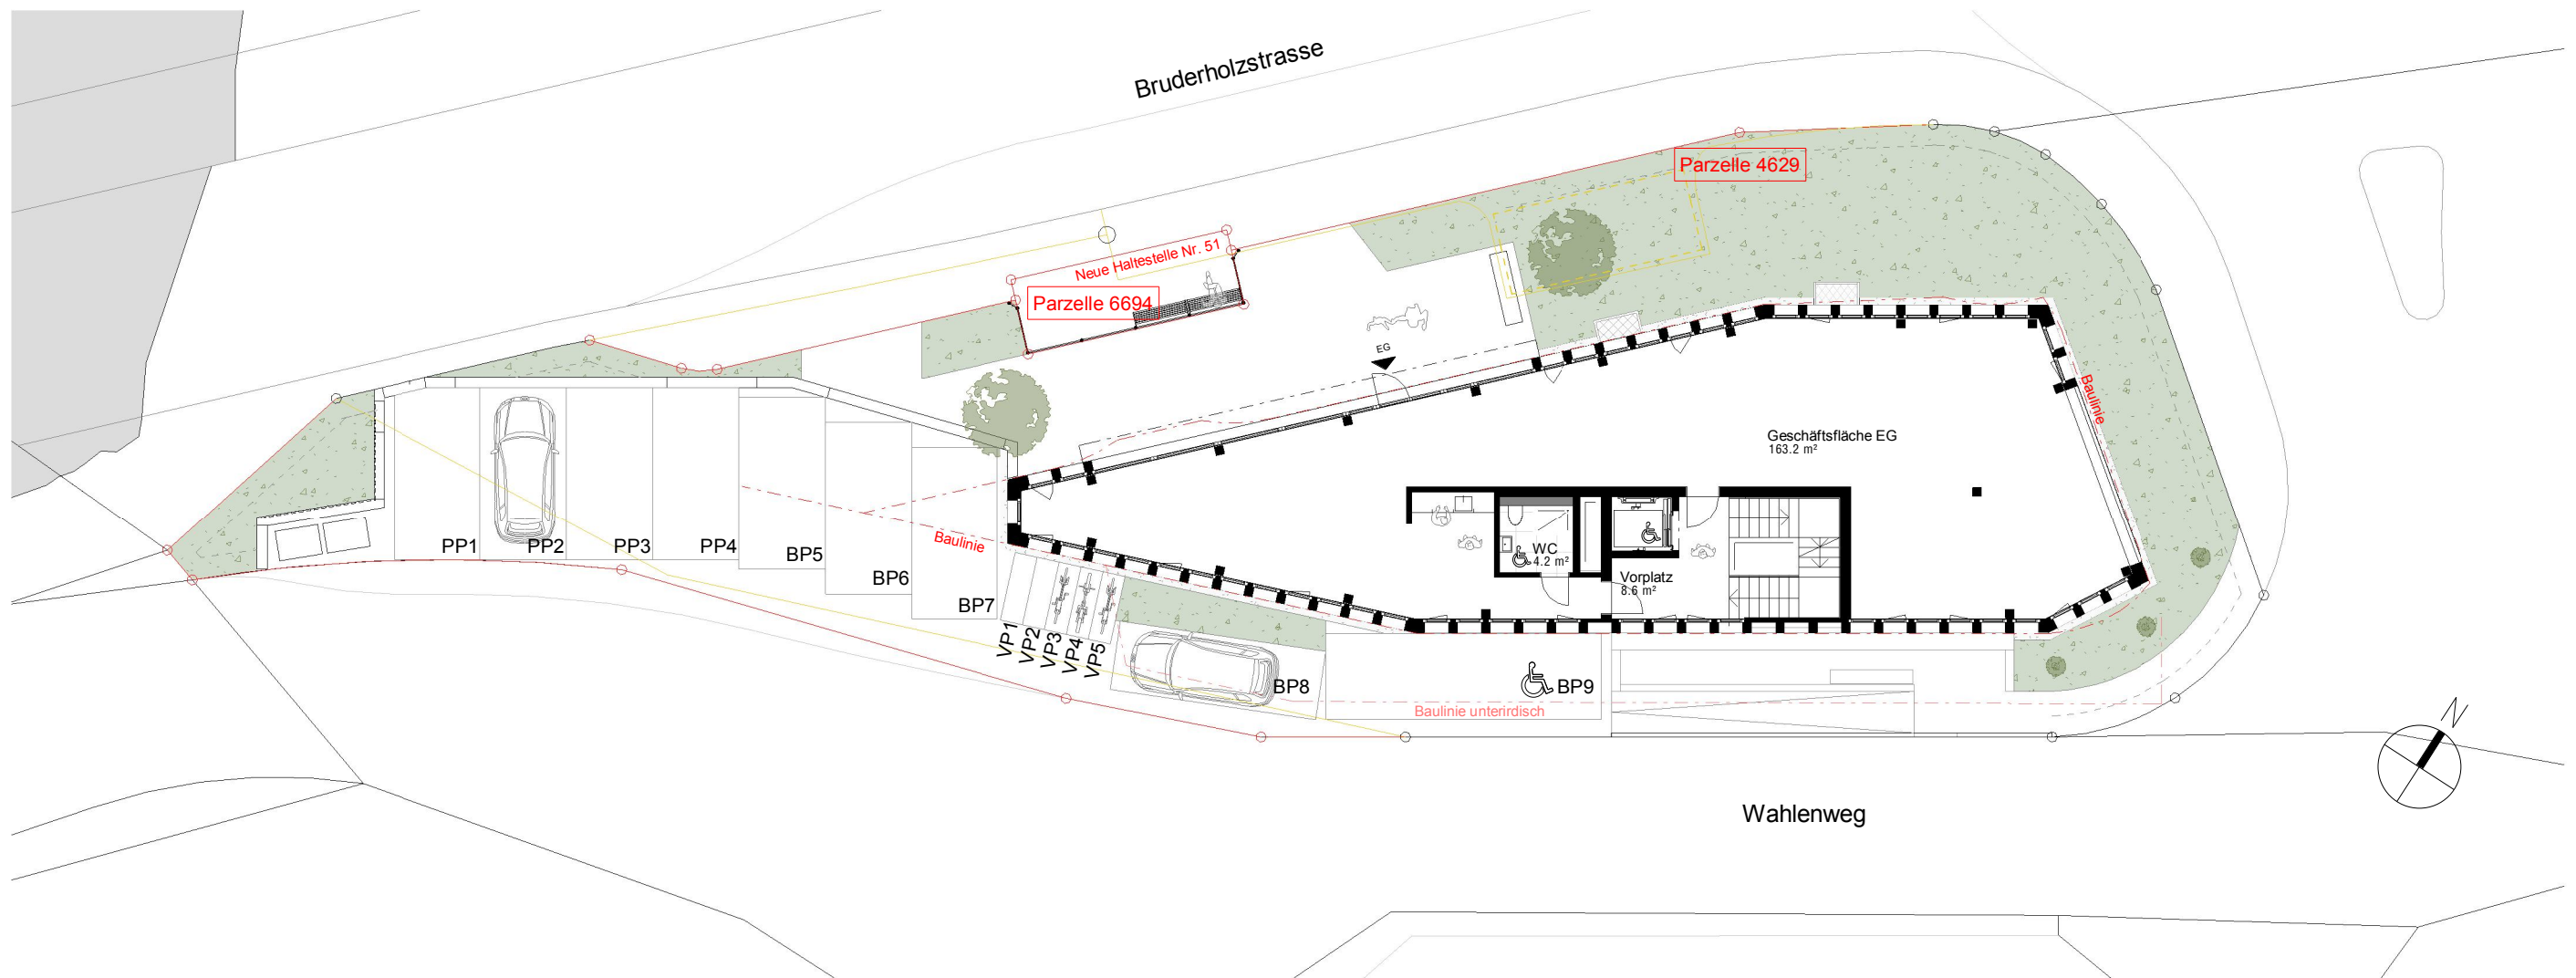 Bruderholzstrasse
Parzelle 4629
Neue Haltestelle Nr. 51
Parzelle 6694
EG
Baulinie
Geschäftsfläche EG
163.2 m²
PP1
PP2
PP3
PP4
BP5
BP6
BP7
Baulinie
WC
4.2 m²
Vorplatz
8.6 m²
VP1
VP2
VP3
VP4
VP5
BP8
BP9
Baulinie unterirdisch
N
Wahlenweg